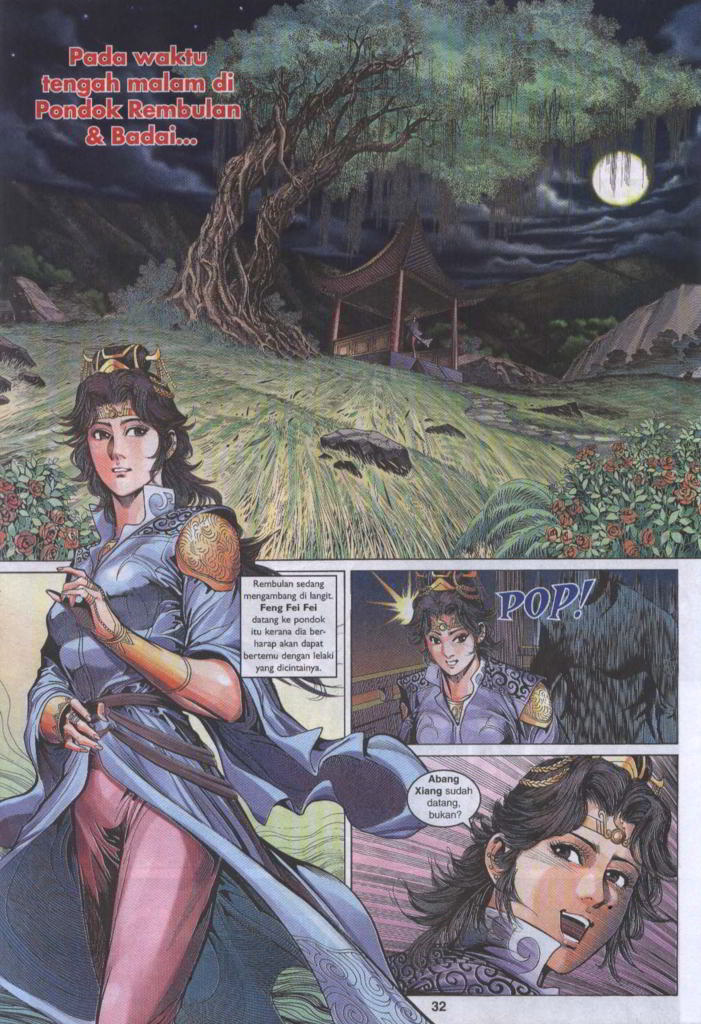 Pada waktu
tengah malam di
Pondok Rembulan
& Badai...
Rembulan sedang
mengambang di langit.
Feng Fei Fei
datang ke pondok
itu kerana dia ber-
harap akan dapat
bertemu dengan lelaki
yang dicintainya.
POP!
Abang
Xiang sudah
datang,
bukan?
32